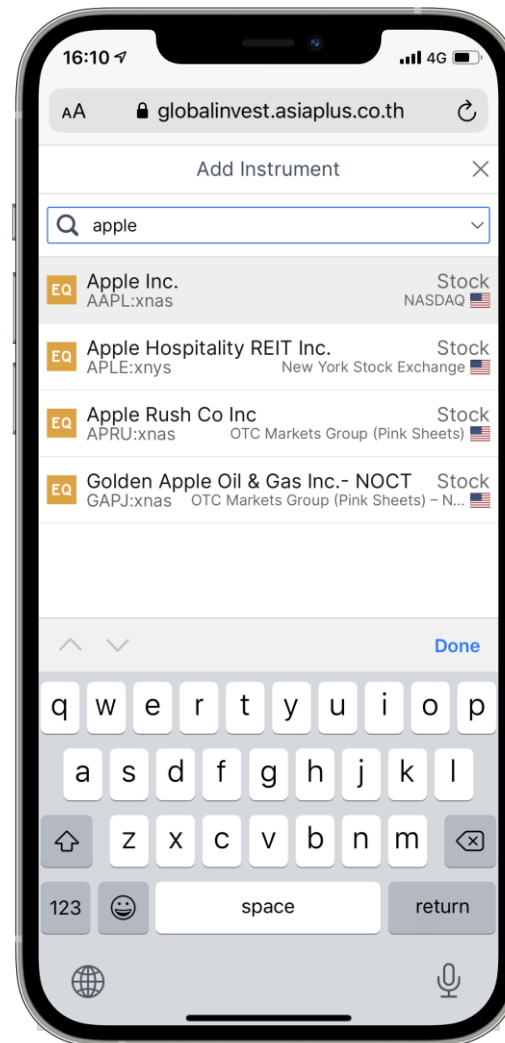 16:10 4G
AA globalinvest.asiaplus.co.th
Add Instrument
apple
EQ Apple Inc. Stock
AAPL:xnas NASDAQ
EQ Apple Hospitality REIT Inc. Stock
APLE:xnys New York Stock Exchange
EQ Apple Rush Co Inc Stock
APRU:xnas OTC Markets Group (Pink Sheets)
EQ Golden Apple Oil & Gas Inc.- NOCT Stock
GAPJ:xnas OTC Markets Group (Pink Sheets) – N...
Done
q w e r t y u i o p
a s d f g h j k l
z x c v b n m
123 space return